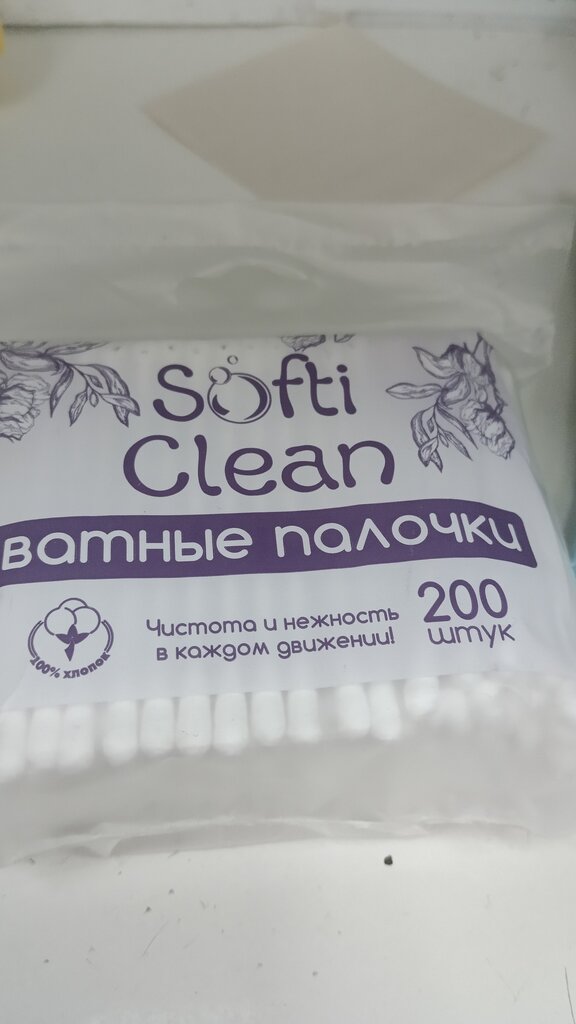 Softi
Clean
ватные палочки
Чистота и нежность
в каждом движении!
200
штук
100% хлопок